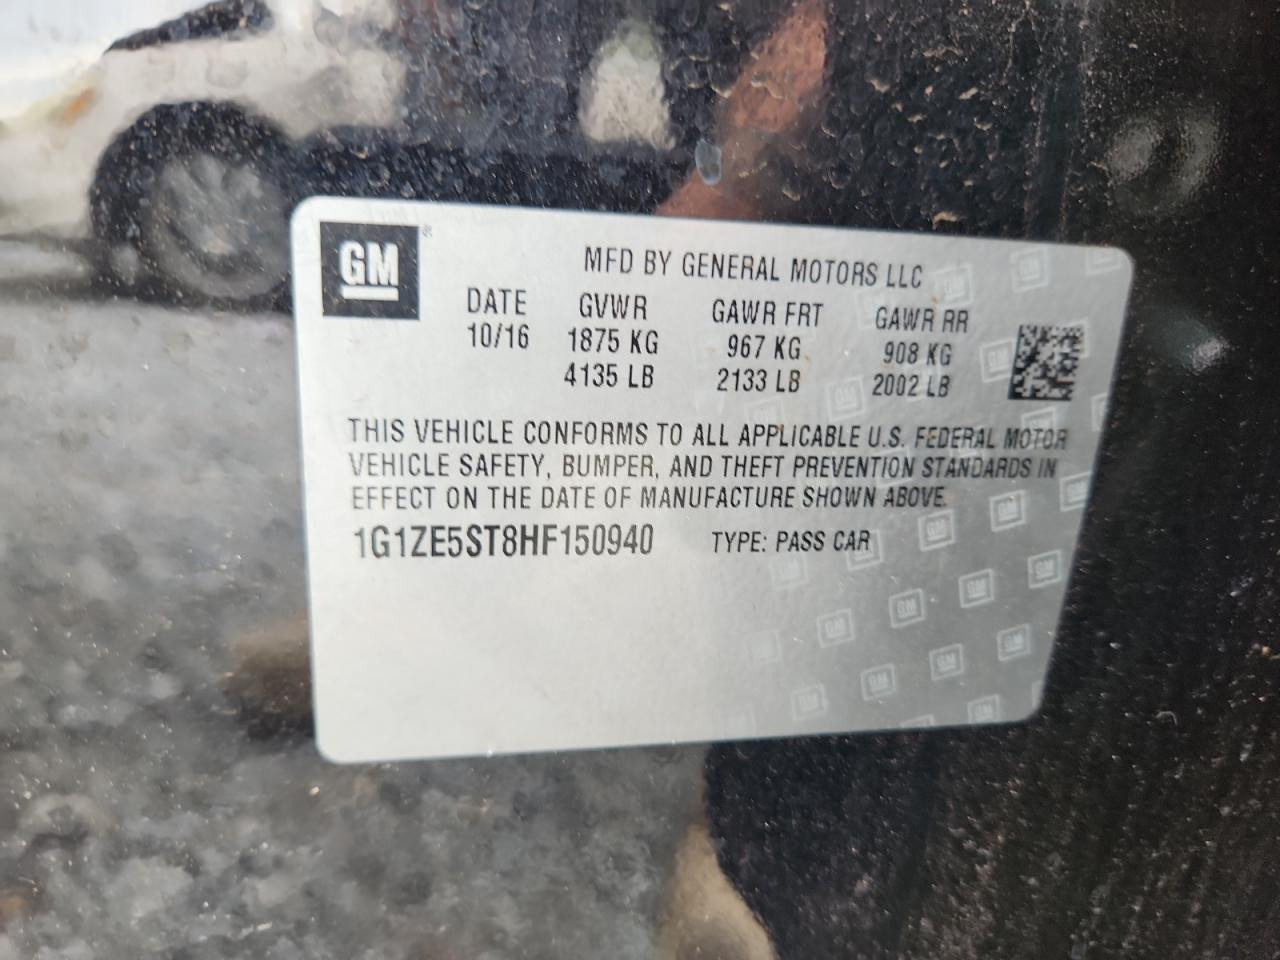 GM
MFD BY GENERAL MOTORS LLC
DATE GVWR GAWR FRT GAWR RR
10/16 1875 KG 967 KG 908 KG
4135 LB 2133 LB 2002 LB
THIS VEHICLE CONFORMS TO ALL APPLICABLE U.S. FEDERAL MOTOR
VEHICLE SAFETY, BUMPER, AND THEFT PREVENTION STANDARDS IN
EFFECT ON THE DATE OF MANUFACTURE SHOWN ABOVE.
1G1ZE5ST8HF150940 TYPE: PASS CAR